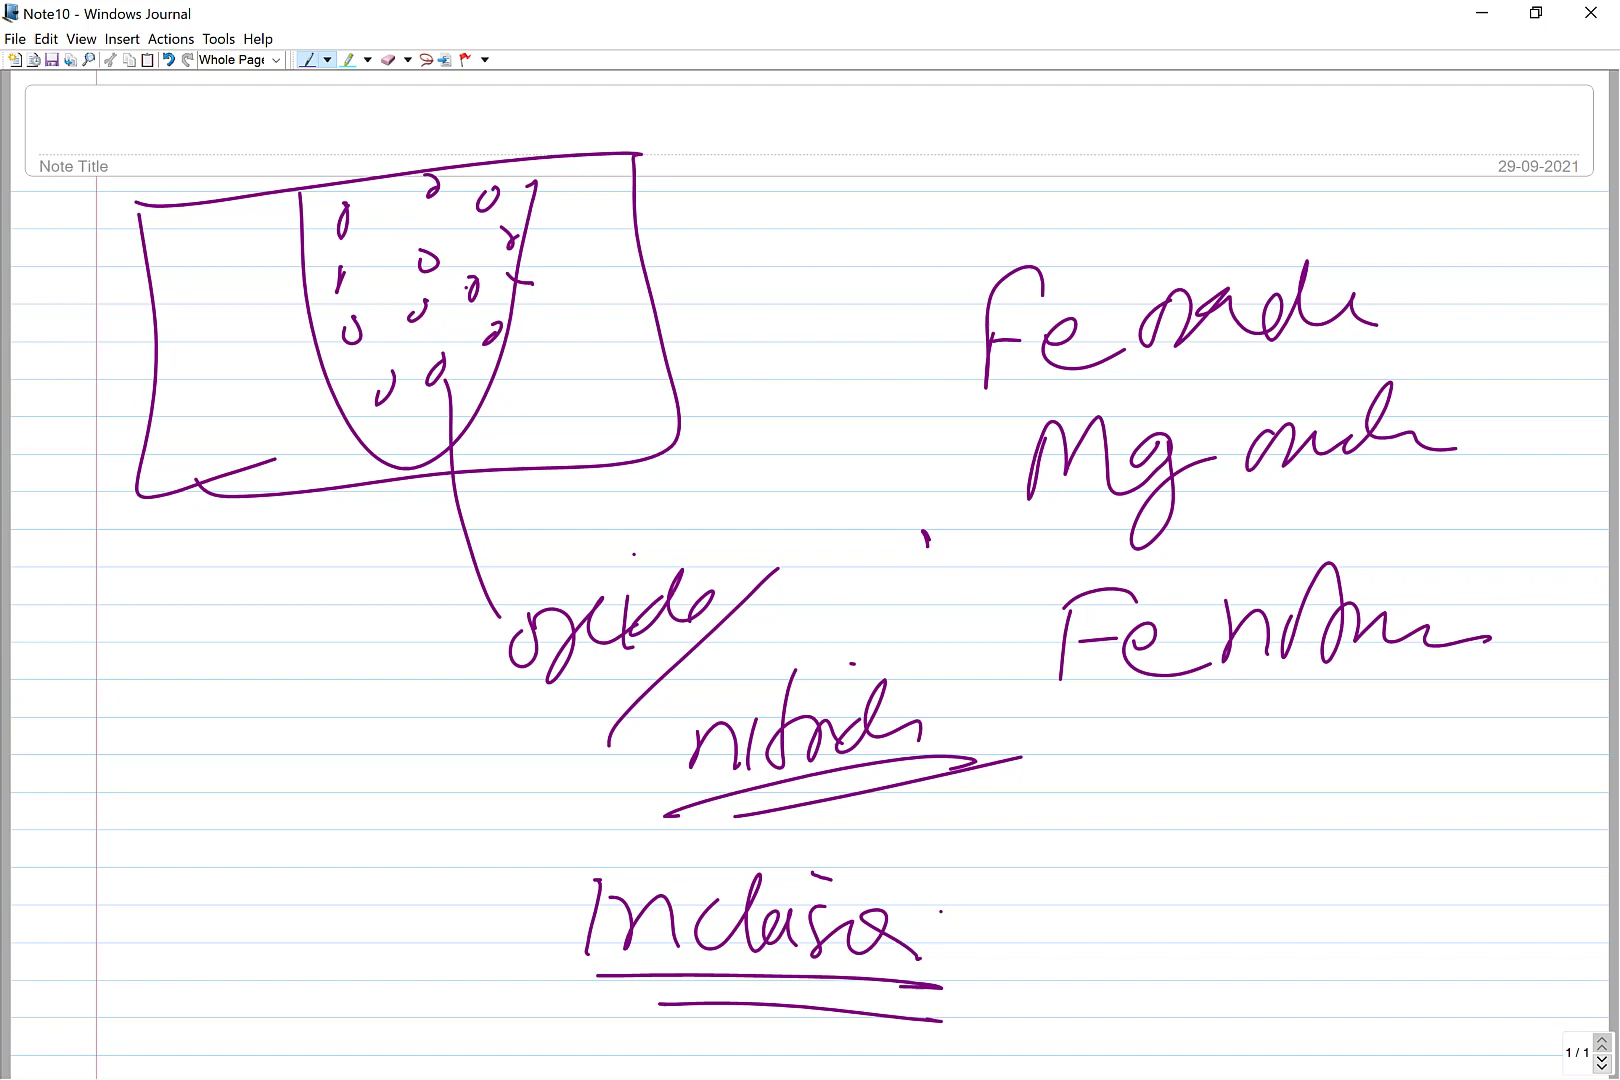 Note10 - Windows Journal
File Edit View Insert Actions Tools Help
Whole Page
Note Title
29-09-2021
Fe oxide
Mg oxide
oxide/
Fe nitride
nitride
Inclusion
1 / 1